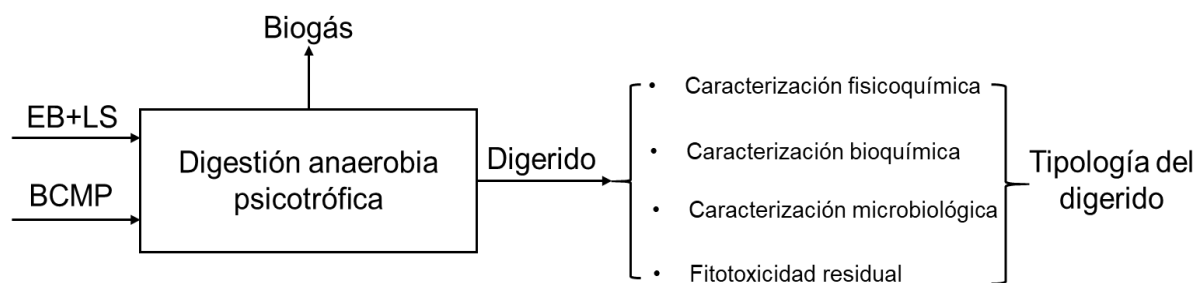 Biogás
EB+LS
BCMP
Digestión anaerobia
psicotrófica
Digerido
• Caracterización fisicoquímica
• Caracterización bioquímica
• Caracterización microbiológica
• Fitotoxicidad residual
Tipología del
digerido